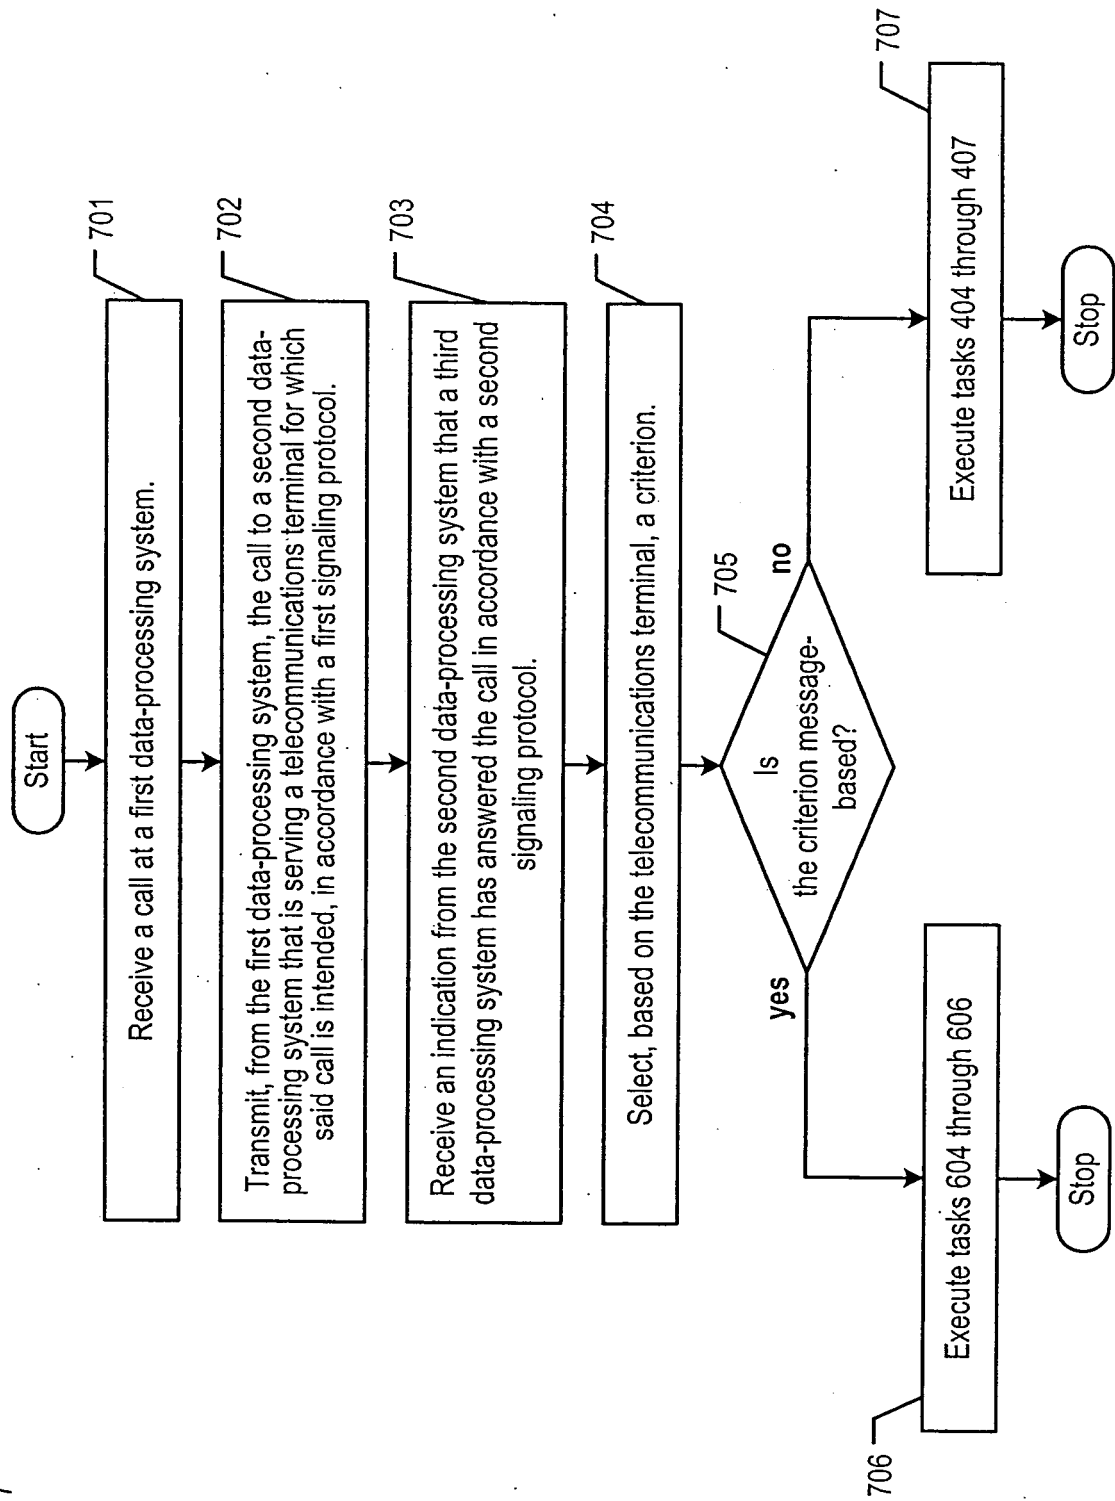 Start
701
Receive a call at a first data-processing system.
702
Transmit, from the first data-processing system, the call to a second data-
processing system that is serving a telecommunications terminal for which
said call is intended, in accordance with a first signaling protocol.
703
Receive an indication from the second data-processing system that a third
data-processing system has answered the call in accordance with a second
signaling protocol.
704
Select, based on the telecommunications terminal, a criterion.
705
Is
the criterion message-
based?
yes
no
706
Execute tasks 604 through 606
Stop
707
Execute tasks 404 through 407
Stop